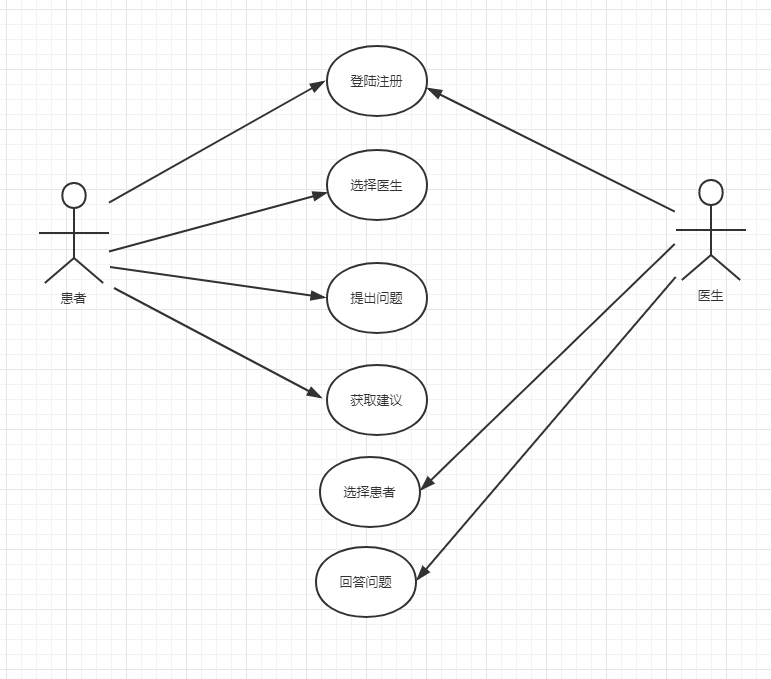 登陆注册
选择医生
患者
医生
提出问题
获取建议
选择患者
回答问题